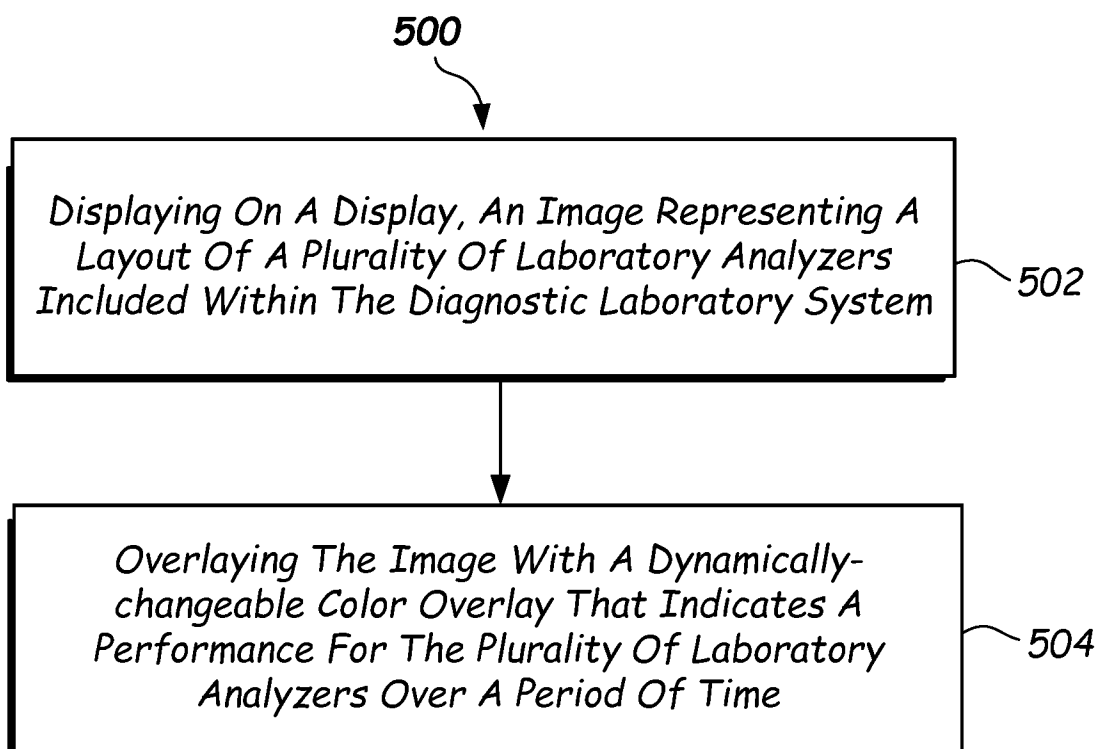 500
Displaying On A Display, An Image Representing A
Layout Of A Plurality Of Laboratory Analyzers
Included Within The Diagnostic Laboratory System
502
Overlaying The Image With A Dynamically-
changeable Color Overlay That Indicates A
Performance For The Plurality Of Laboratory
Analyzers Over A Period Of Time
504